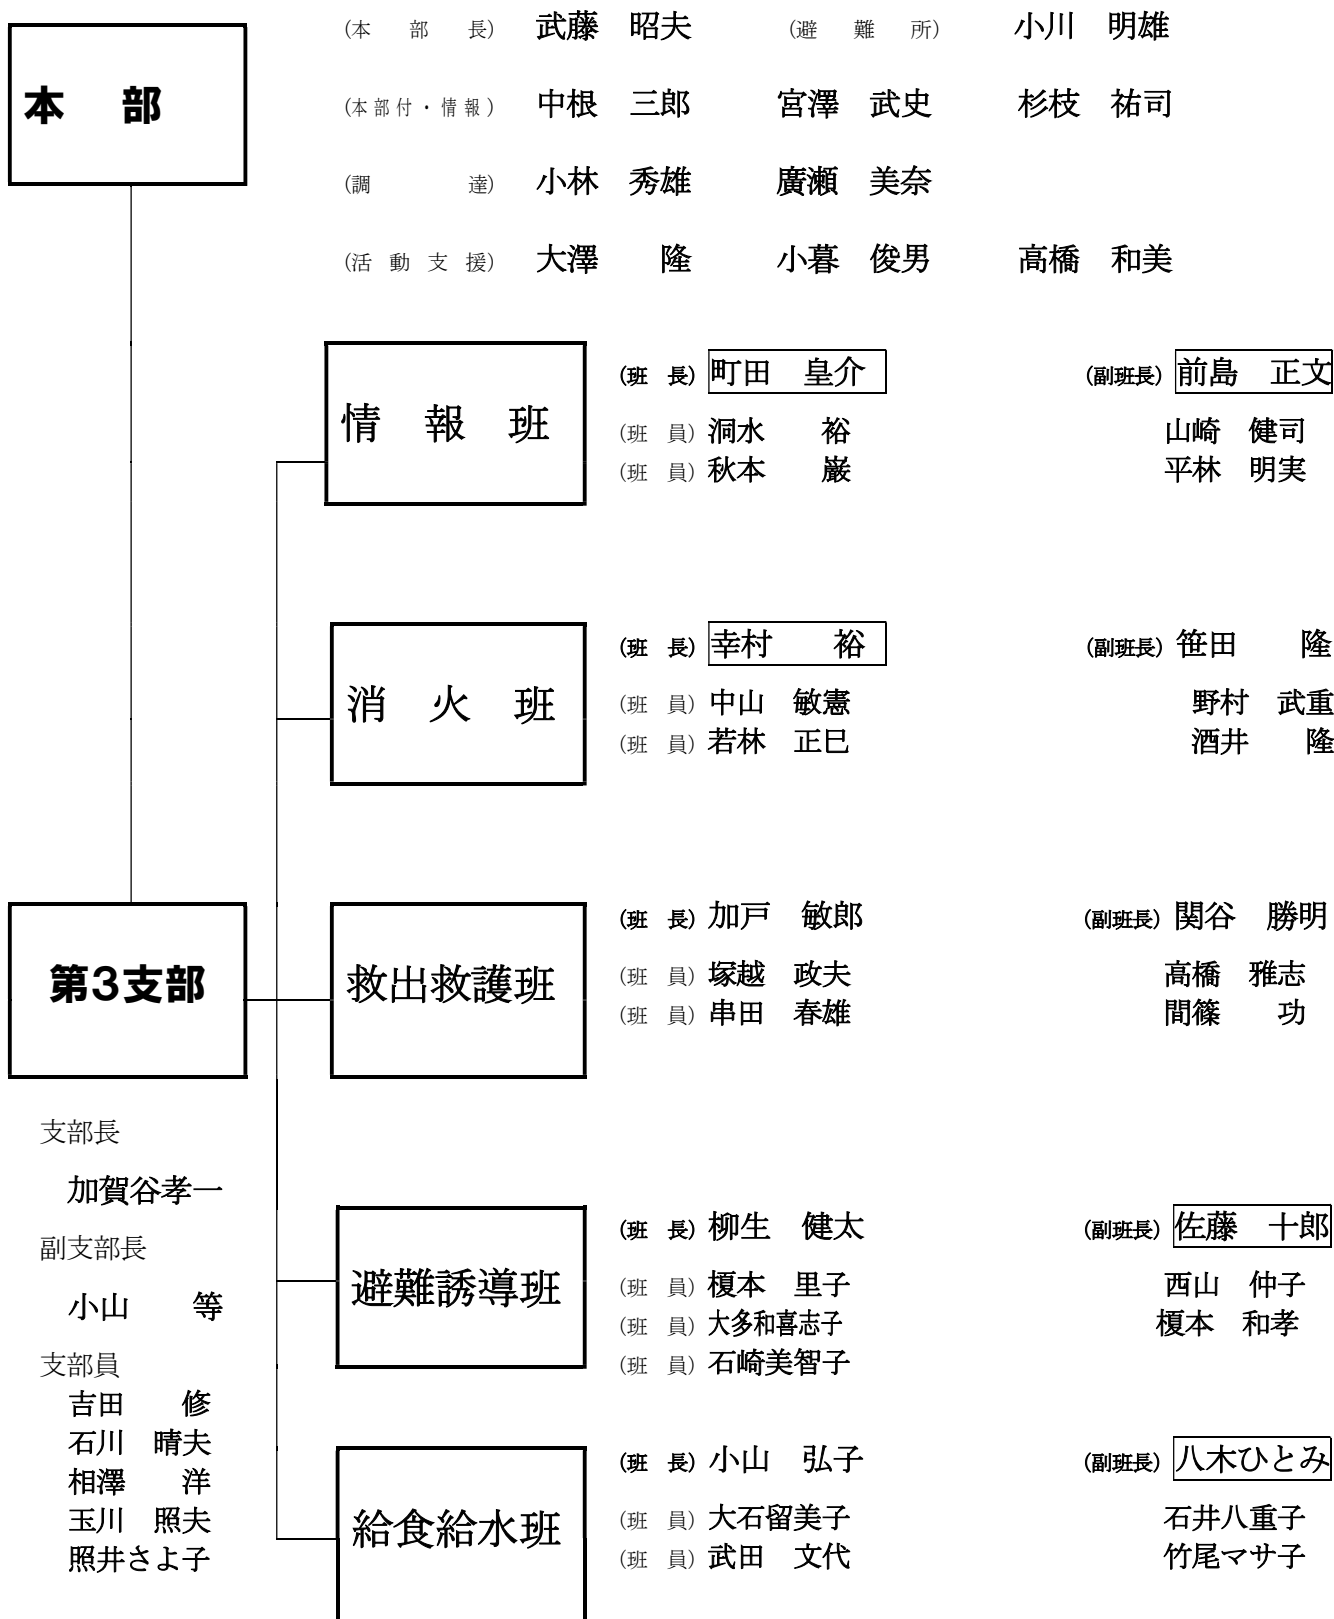 本　部
(本　部　長)　武藤　昭夫　(避　難　所)　小川　明雄
(本部付・情報)　中根　三郎　宮澤　武史　杉枝　祐司
(調　達)　小林　秀雄　廣瀬　美奈
(活動支援)　大澤　隆　小暮　俊男　高橋　和美
情　報　班
(班　長)　町田　皇介　(副班長)　前島　正文
(班　員)　洞水　裕　山崎　健司
(班　員)　秋本　巌　平林　明実
消　火　班
(班　長)　幸村　裕　(副班長)　笹田　隆
(班　員)　中山　敏憲　野村　武重
(班　員)　若林　正巳　酒井　隆
第3支部
救出救護班
(班　長)　加戸　敏郎　(副班長)　関谷　勝明
(班　員)　塚越　政夫　高橋　雅志
(班　員)　串田　春雄　間篠　功
支部長
加賀谷孝一
副支部長
小山　等
支部員
吉田　修
石川　晴夫
相澤　洋
玉川　照夫
照井さよ子
避難誘導班
(班　長)　柳生　健太　(副班長)　佐藤　十郎
(班　員)　榎本　里子　西山　仲子
(班　員)　大多和喜志子　榎本　和孝
(班　員)　石崎美智子
給食給水班
(班　長)　小山　弘子　(副班長)　八木ひとみ
(班　員)　大石留美子　石井八重子
(班　員)　武田　文代　竹尾マサ子